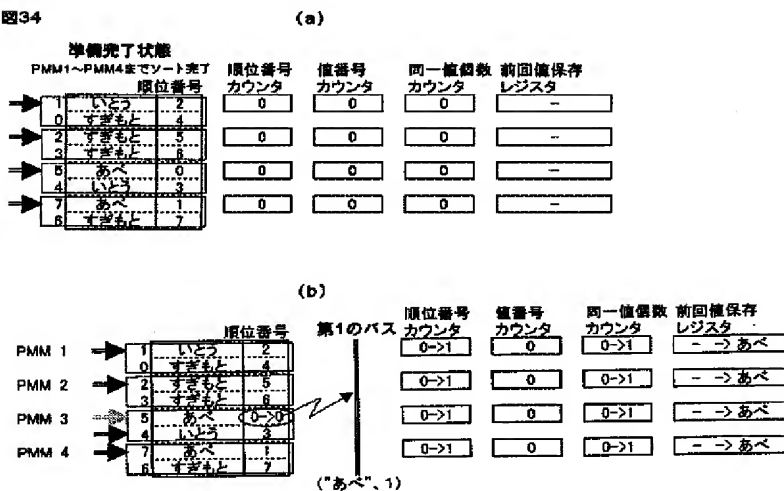 図34
(a)
準備完了状態
PMM1～PMM4までソート完了
順位番号
順位番号 カウンタ
値番号 カウンタ
同一値個数 カウンタ
前回値保存 レジスタ
1 いとう 2 0 0 0 －
0 すぎもと 4
2 すぎもと 5 0 0 0 －
3 すぎもと 6
5 あべ 0 0 0 0 －
4 いとう 3
7 あべ 1 0 0 0 －
6 すぎもと 7
(b)
順位番号
第1のバス
順位番号 カウンタ
値番号 カウンタ
同一値個数 カウンタ
前回値保存 レジスタ
PMM 1 1 いとう 2 0->1 0 0->1 － -> あべ
0 すぎもと 4
PMM 2 2 すぎもと 5 0->1 0 0->1 － -> あべ
3 すぎもと 6
PMM 3 5 あべ 0->0 0->1 0 0->1 － -> あべ
4 いとう 3
PMM 4 7 あべ 1 0->1 0 0->1 － -> あべ
6 すぎもと 7
("あべ"、1)